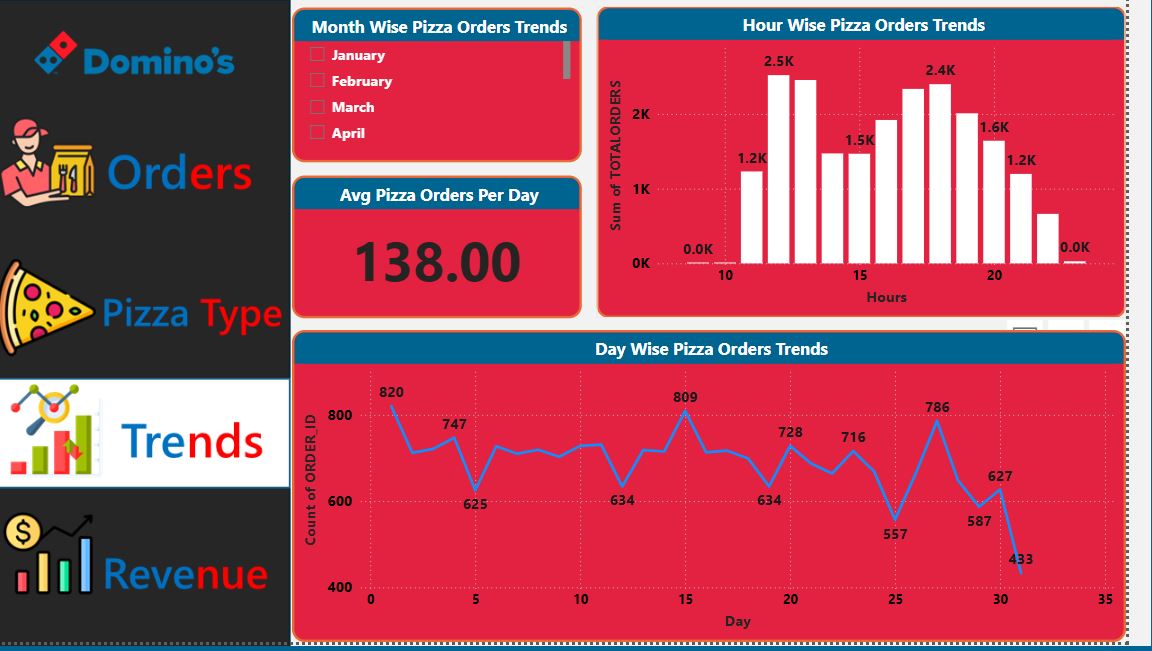 Domino's
Orders
Pizza Type
Trends
Revenue
Month Wise Pizza Orders Trends
January
February
March
April
Avg Pizza Orders Per Day
138.00
Hour Wise Pizza Orders Trends
Sum of TOTALORDERS
2K
1K
0K
0.0K
1.2K
2.5K
1.5K
2.4K
1.6K
1.2K
0.0K
10
15
20
Hours
Day Wise Pizza Orders Trends
Count of ORDER_ID
800
600
400
820
747
625
634
809
634
728
716
557
786
587
627
433
0
5
10
15
20
25
30
35
Day